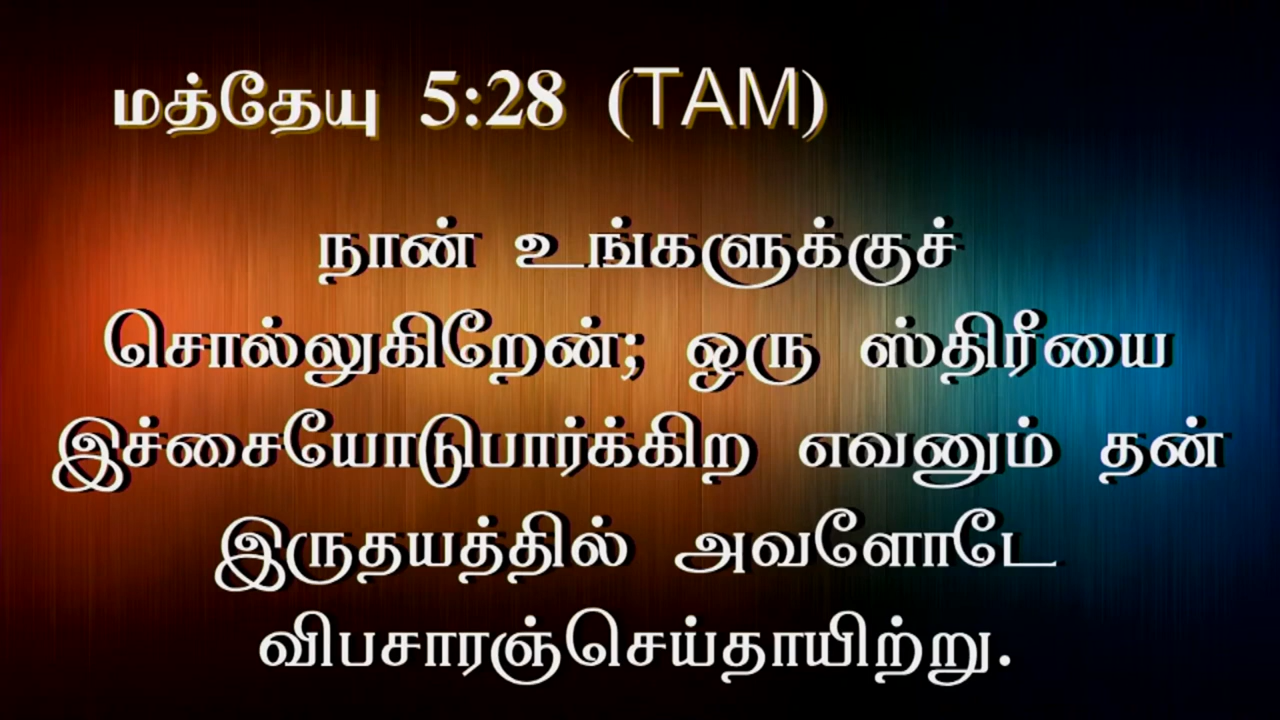 மத்தேயு 5:28 (TAM)
நான் உங்களுக்குச்
சொல்லுகிறேன்; ஒரு ஸ்திரீயை
இச்சையோடுபார்க்கிற எவனும் தன்
இருதயத்தில் அவளோடே
விபசாரஞ்செய்தாயிற்று.